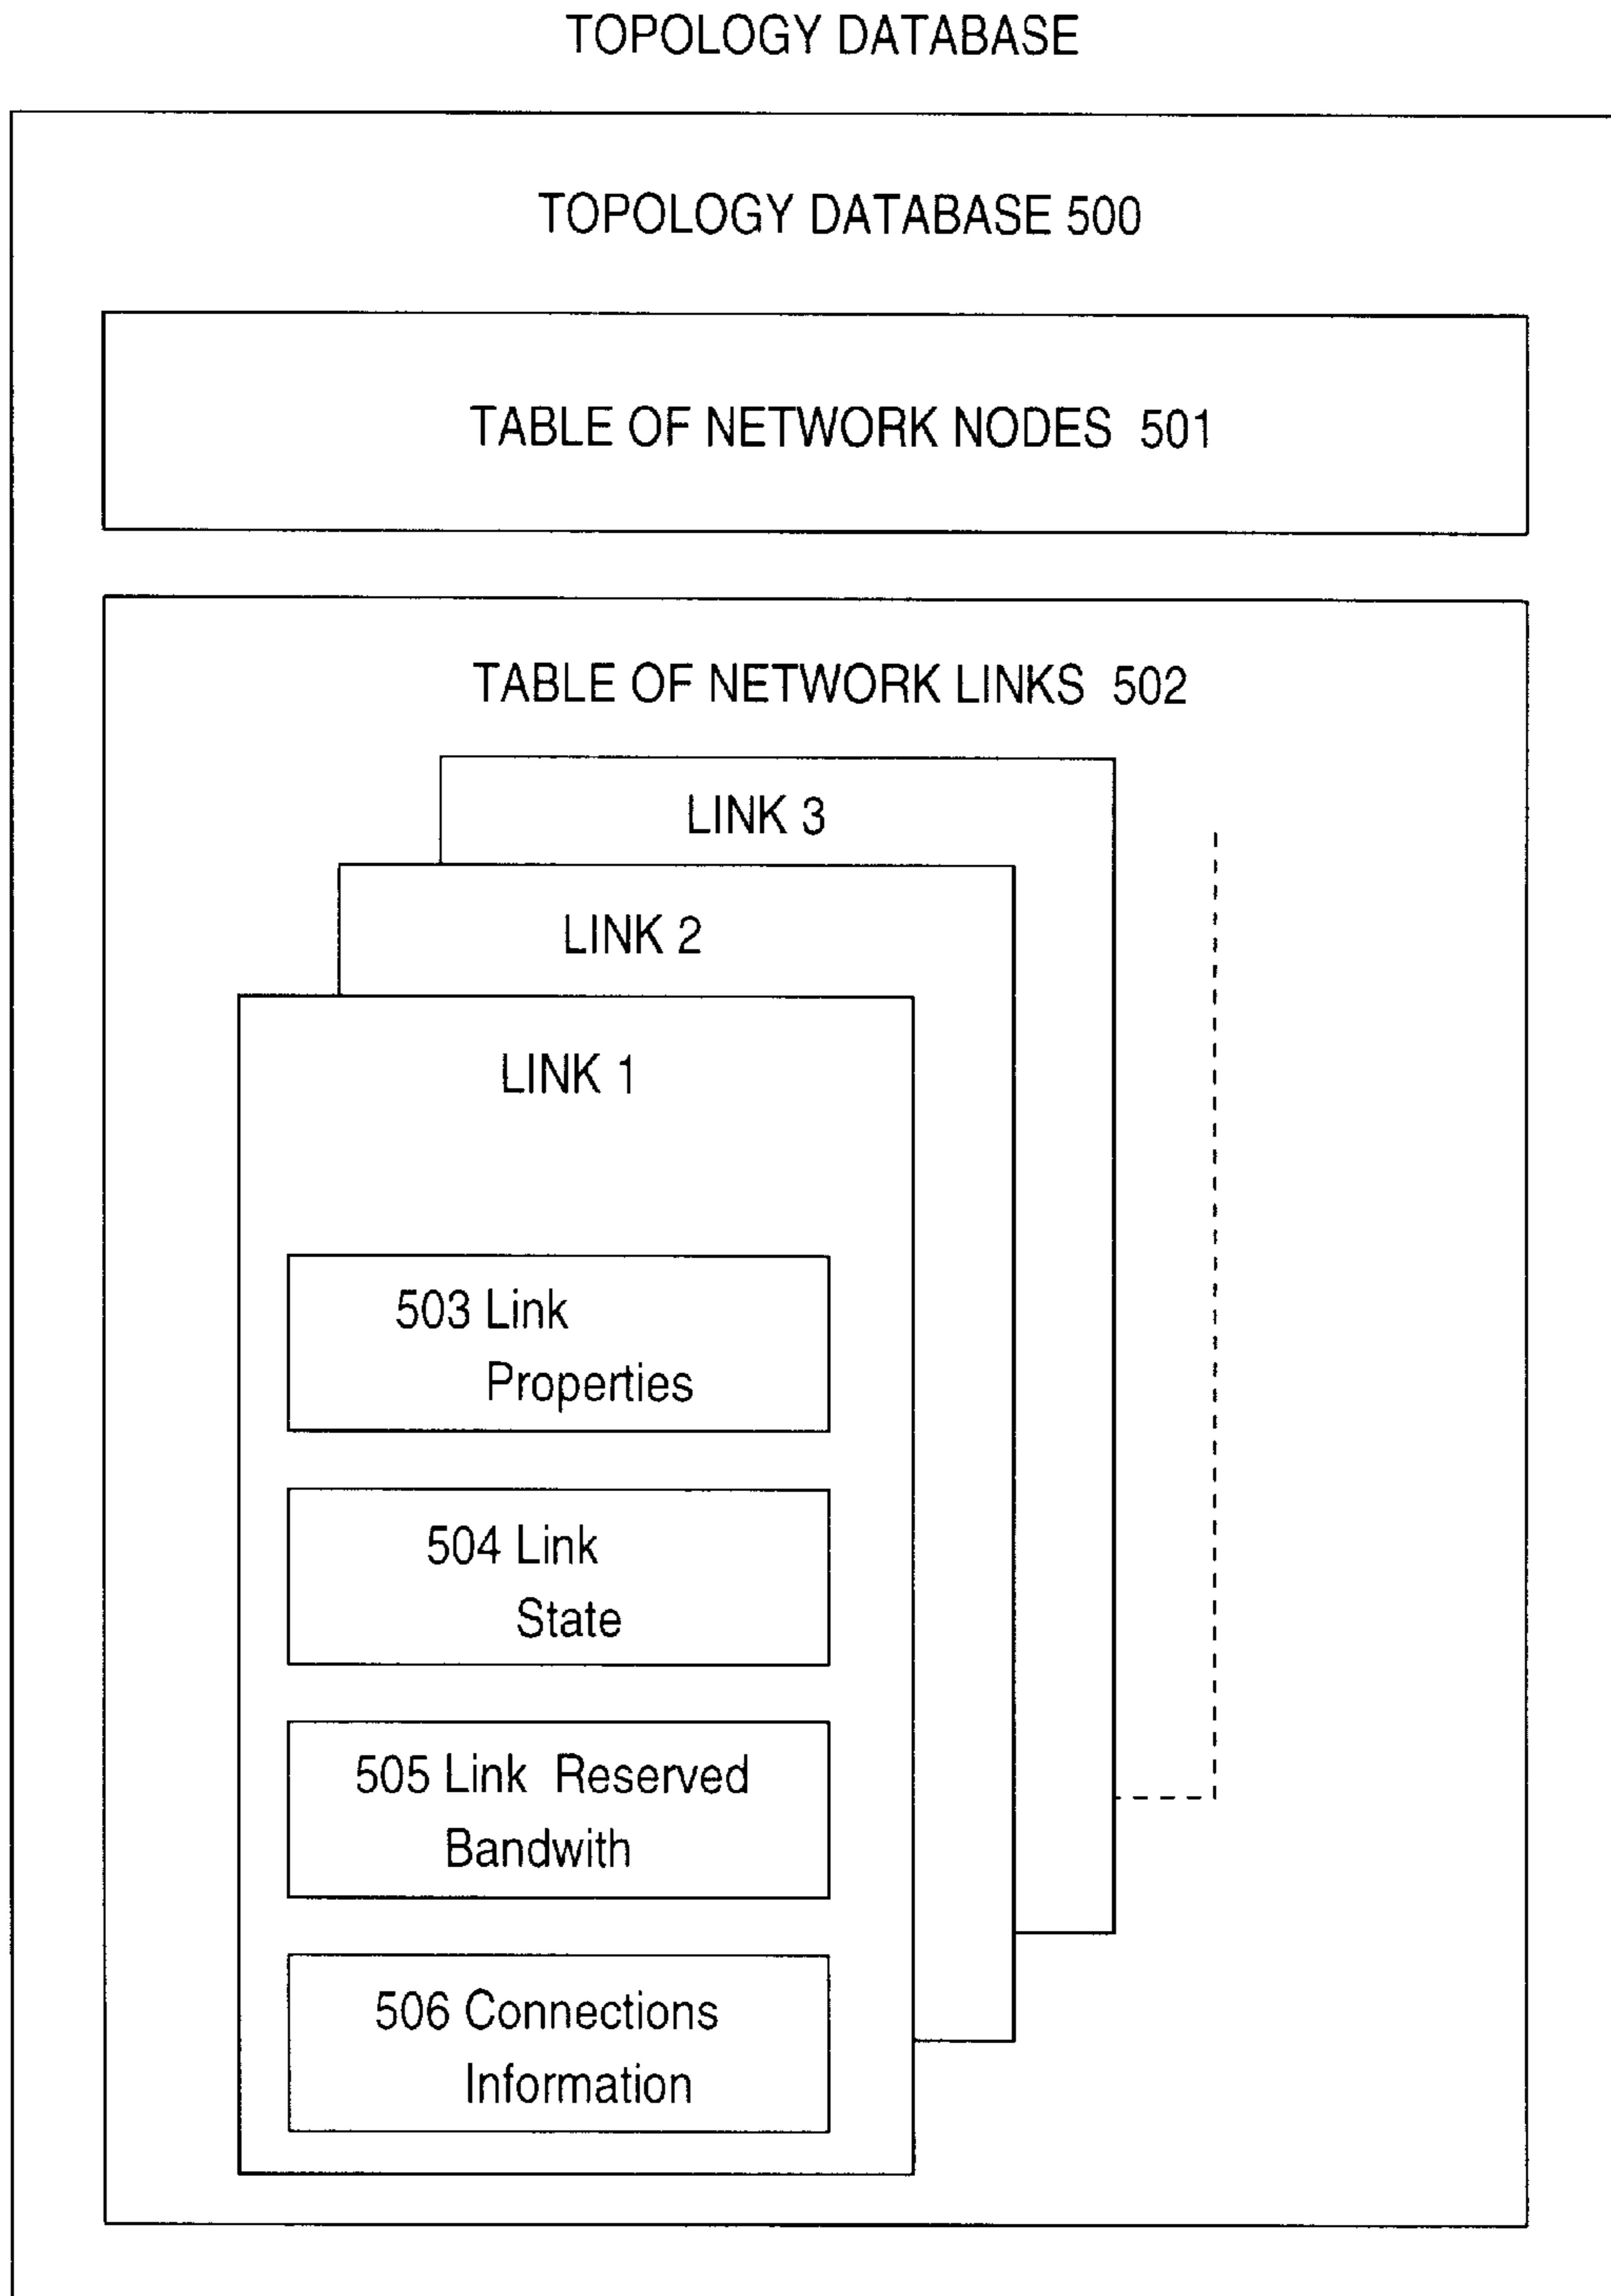 TOPOLOGY DATABASE
TOPOLOGY DATABASE 500
TABLE OF NETWORK NODES 501
TABLE OF NETWORK LINKS 502
LINK 3
LINK 2
LINK 1
503 Link
Properties
504 Link
State
505 Link Reserved
Bandwith
506 Connections
Information